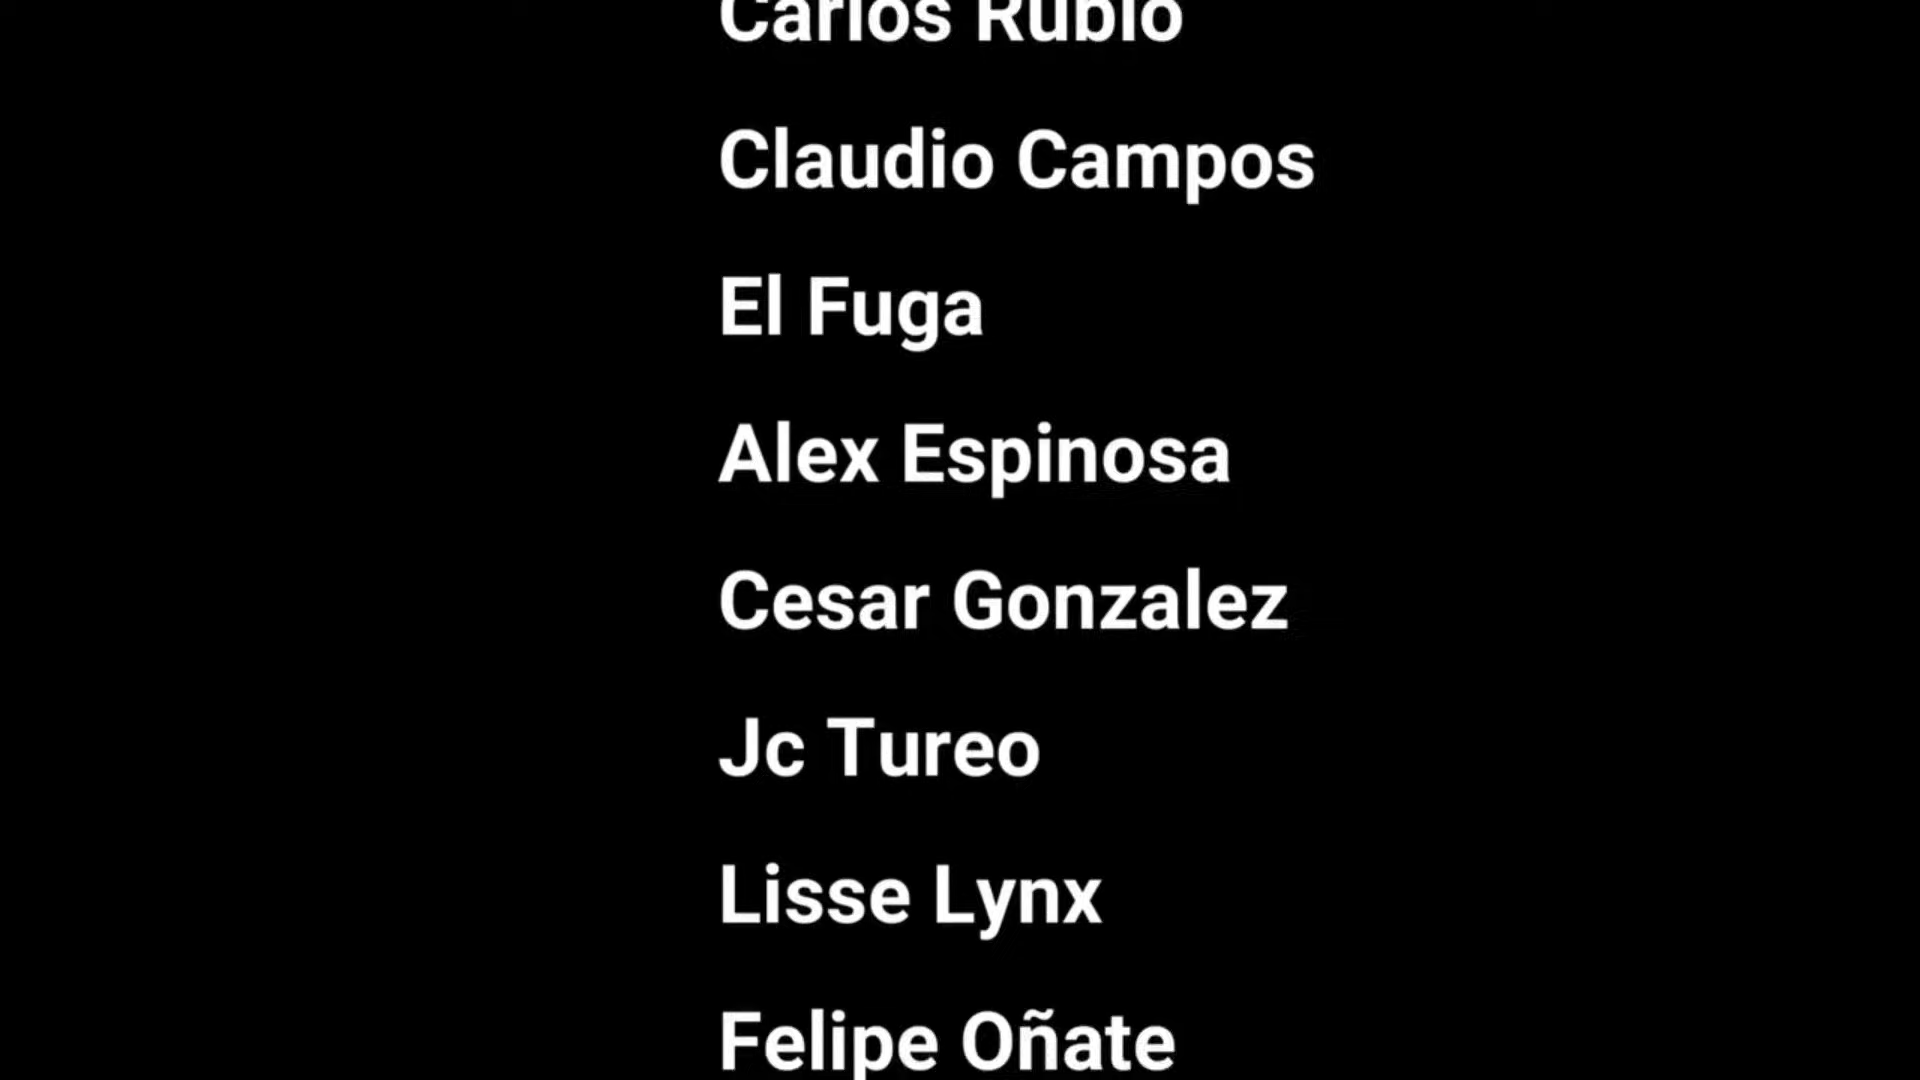 Carlos Rubio
Claudio Campos
El Fuga
Alex Espinosa
Cesar Gonzalez
Jc Tureo
Lisse Lynx
Felipe Oñate